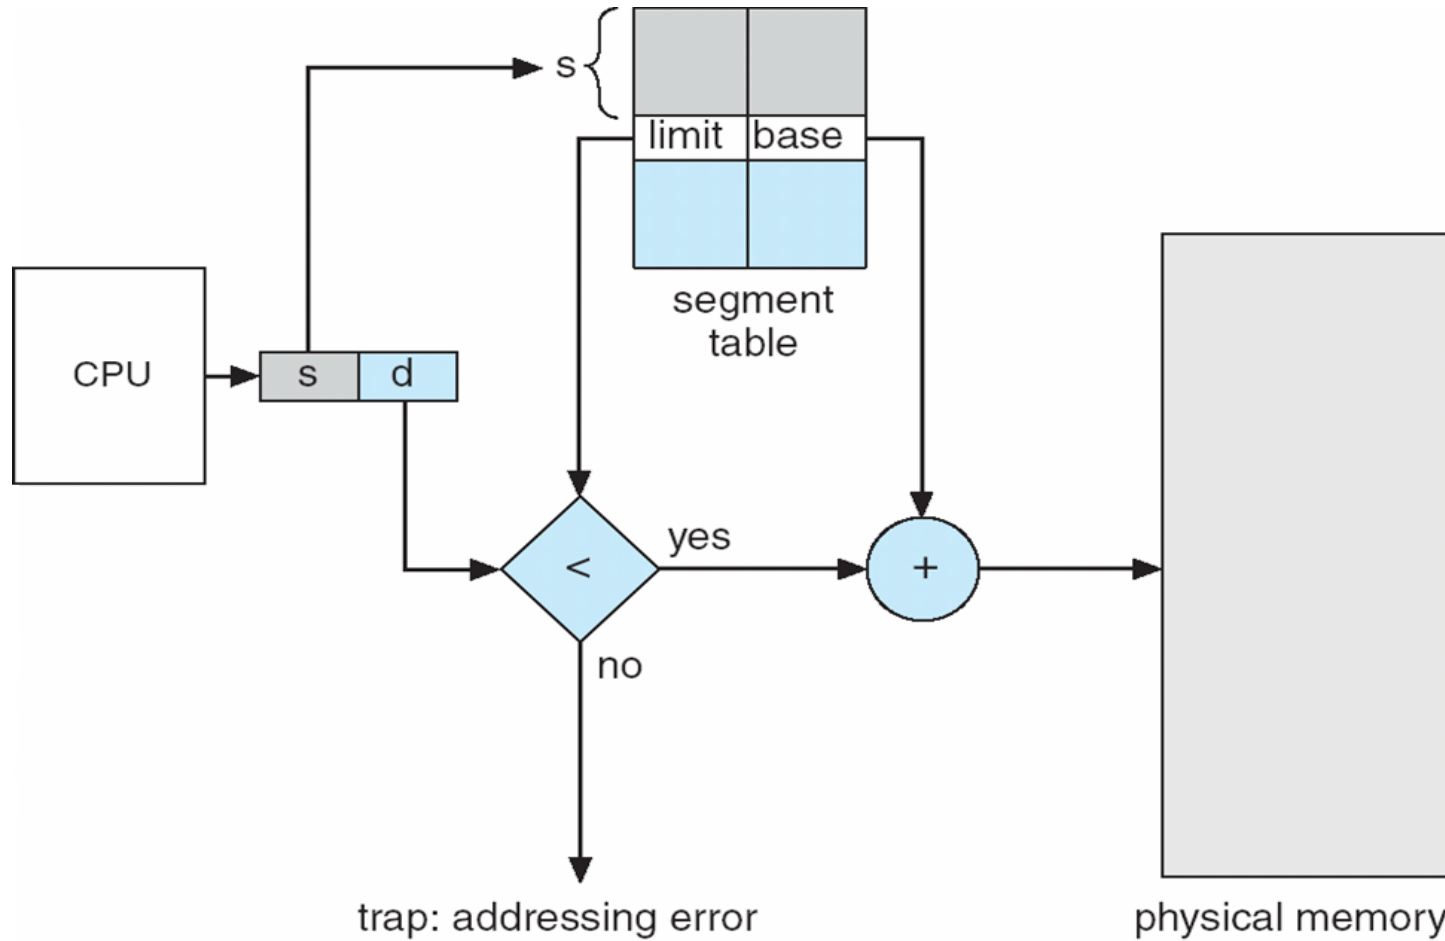 s
limit base
segment
table
CPU
s d
<
yes
+
no
trap: addressing error
physical memory